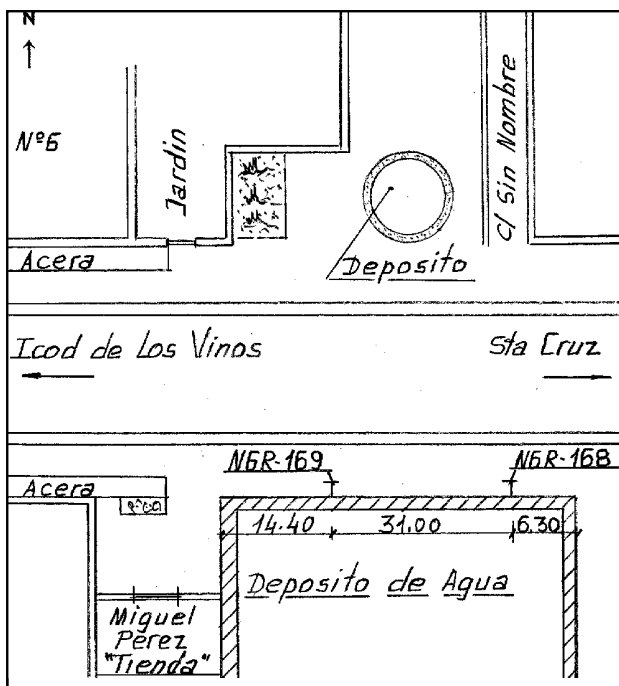 N
Nº6
Jardin
c/ Sin Nombre
Acera
Deposito
Icod de Los Vinos
Sta Cruz
NGR-169
NGR-168
Acera
14.40
31.00
6.30
Deposito de Agua
Miguel
Pérez
"Tienda"